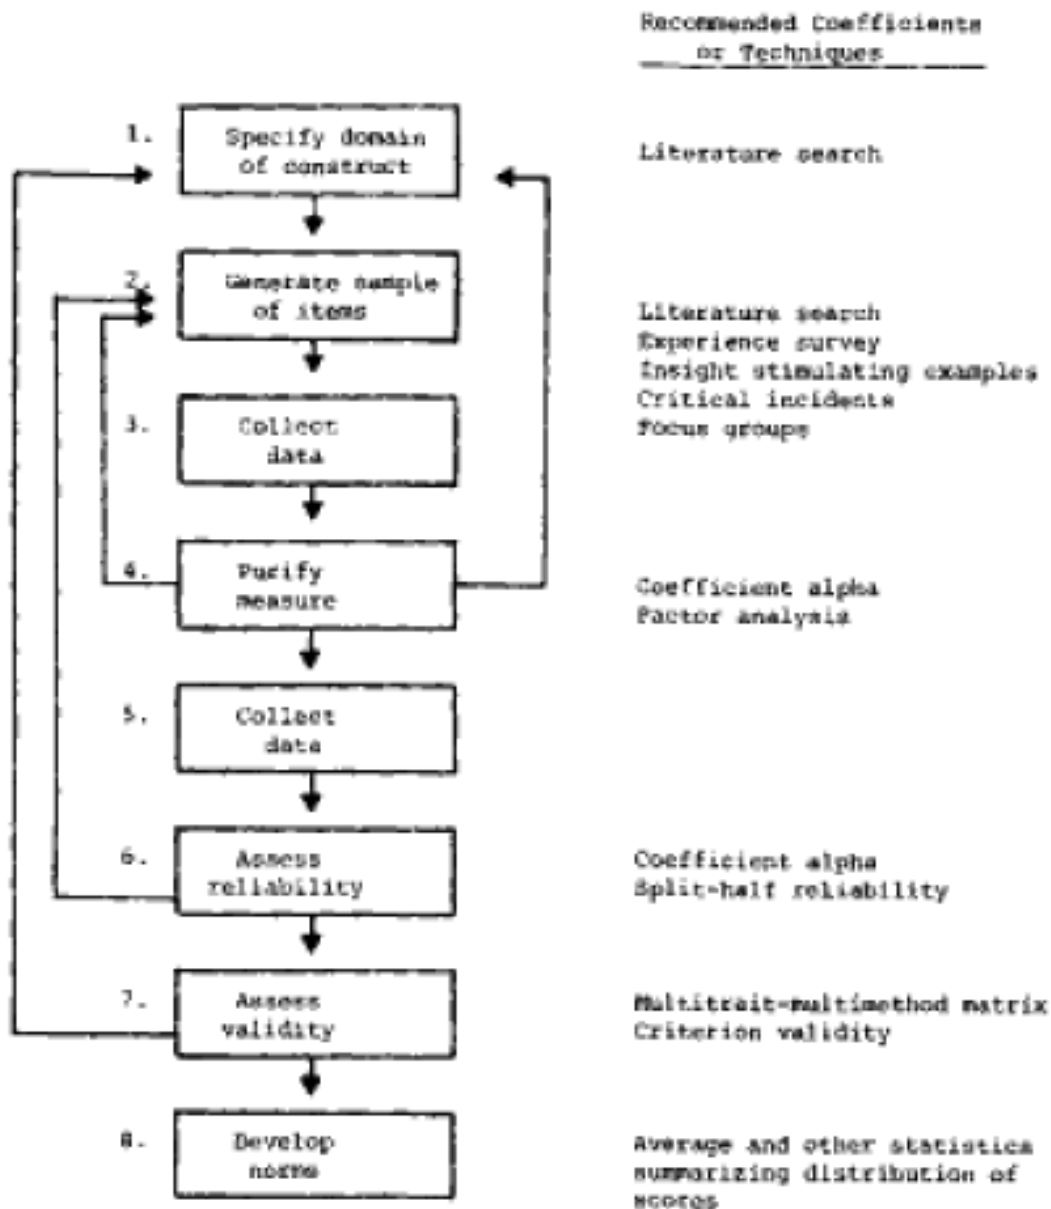 Recommended Coefficients
or Techniques
1. Specify domain
of construct
Literature search
2. Generate sample
of items
Literature search
Experience survey
Insight stimulating examples
Critical incidents
Focus groups
3. Collect
data
4. Purify
measure
Coefficient alpha
Factor analysis
5. Collect
data
6. Assess
reliability
Coefficient alpha
Split-half reliability
7. Assess
validity
Multitrait-multimethod matrix
Criterion validity
8. Develop
norms
Average and other statistics
summarizing distribution of
scores